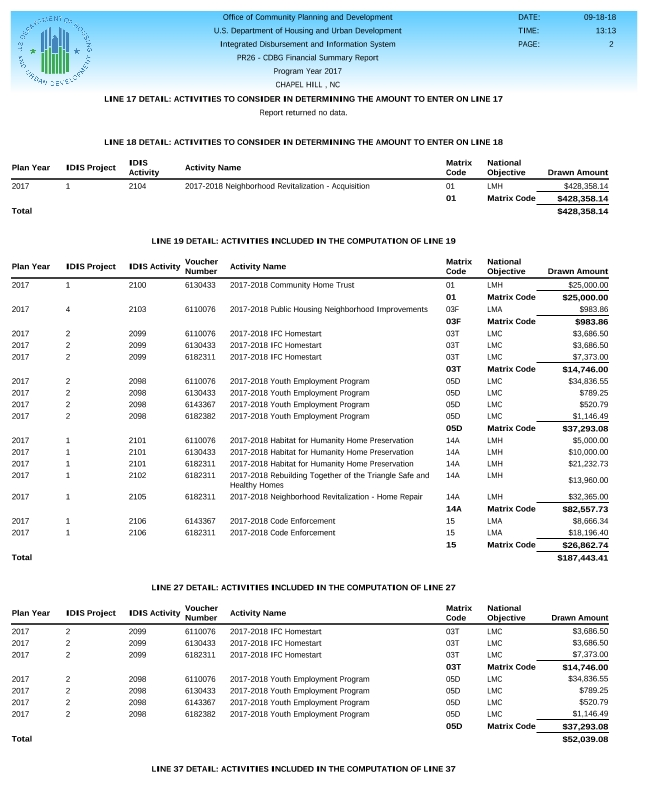 U.S. DEPARTMENT OF HOUSING AND URBAN DEVELOPMENT
Office of Community Planning and Development DATE: 09-18-18
U.S. Department of Housing and Urban Development TIME: 13:13
Integrated Disbursement and Information System PAGE: 2
PR26 - CDBG Financial Summary Report
Program Year 2017
CHAPEL HILL , NC
LINE 17 DETAIL: ACTIVITIES TO CONSIDER IN DETERMINING THE AMOUNT TO ENTER ON LINE 17
Report returned no data.
LINE 18 DETAIL: ACTIVITIES TO CONSIDER IN DETERMINING THE AMOUNT TO ENTER ON LINE 18
Plan Year IDIS Project IDIS Activity Activity Name Matrix Code National Objective Drawn Amount
2017 1 2104 2017-2018 Neighborhood Revitalization - Acquisition 01 LMH $428,358.14
01 Matrix Code $428,358.14
Total $428,358.14
LINE 19 DETAIL: ACTIVITIES INCLUDED IN THE COMPUTATION OF LINE 19
Plan Year IDIS Project IDIS Activity Voucher Number Activity Name Matrix Code National Objective Drawn Amount
2017 1 2100 6130433 2017-2018 Community Home Trust 01 LMH $25,000.00
01 Matrix Code $25,000.00
2017 4 2103 6110076 2017-2018 Public Housing Neighborhood Improvements 03F LMA $983.86
03F Matrix Code $983.86
2017 2 2099 6110076 2017-2018 IFC Homestart 03T LMC $3,686.50
2017 2 2099 6130433 2017-2018 IFC Homestart 03T LMC $3,686.50
2017 2 2099 6182311 2017-2018 IFC Homestart 03T LMC $7,373.00
03T Matrix Code $14,746.00
2017 2 2098 6110076 2017-2018 Youth Employment Program 05D LMC $34,836.55
2017 2 2098 6130433 2017-2018 Youth Employment Program 05D LMC $789.25
2017 2 2098 6143367 2017-2018 Youth Employment Program 05D LMC $520.79
2017 2 2098 6182382 2017-2018 Youth Employment Program 05D LMC $1,146.49
05D Matrix Code $37,293.08
2017 1 2101 6110076 2017-2018 Habitat for Humanity Home Preservation 14A LMH $5,000.00
2017 1 2101 6130433 2017-2018 Habitat for Humanity Home Preservation 14A LMH $10,000.00
2017 1 2101 6182311 2017-2018 Habitat for Humanity Home Preservation 14A LMH $21,232.73
2017 1 2102 6182311 2017-2018 Rebuilding Together of the Triangle Safe and 14A LMH $13,960.00
Healthy Homes
2017 1 2105 6182311 2017-2018 Neighborhood Revitalization - Home Repair 14A LMH $32,365.00
14A Matrix Code $82,557.73
2017 1 2106 6143367 2017-2018 Code Enforcement 15 LMA $8,666.34
2017 1 2106 6182311 2017-2018 Code Enforcement 15 LMA $18,196.40
15 Matrix Code $26,862.74
Total $187,443.41
LINE 27 DETAIL: ACTIVITIES INCLUDED IN THE COMPUTATION OF LINE 27
Plan Year IDIS Project IDIS Activity Voucher Number Activity Name Matrix Code National Objective Drawn Amount
2017 2 2099 6110076 2017-2018 IFC Homestart 03T LMC $3,686.50
2017 2 2099 6130433 2017-2018 IFC Homestart 03T LMC $3,686.50
2017 2 2099 6182311 2017-2018 IFC Homestart 03T LMC $7,373.00
03T Matrix Code $14,746.00
2017 2 2098 6110076 2017-2018 Youth Employment Program 05D LMC $34,836.55
2017 2 2098 6130433 2017-2018 Youth Employment Program 05D LMC $789.25
2017 2 2098 6143367 2017-2018 Youth Employment Program 05D LMC $520.79
2017 2 2098 6182382 2017-2018 Youth Employment Program 05D LMC $1,146.49
05D Matrix Code $37,293.08
Total $52,039.08
LINE 37 DETAIL: ACTIVITIES INCLUDED IN THE COMPUTATION OF LINE 37